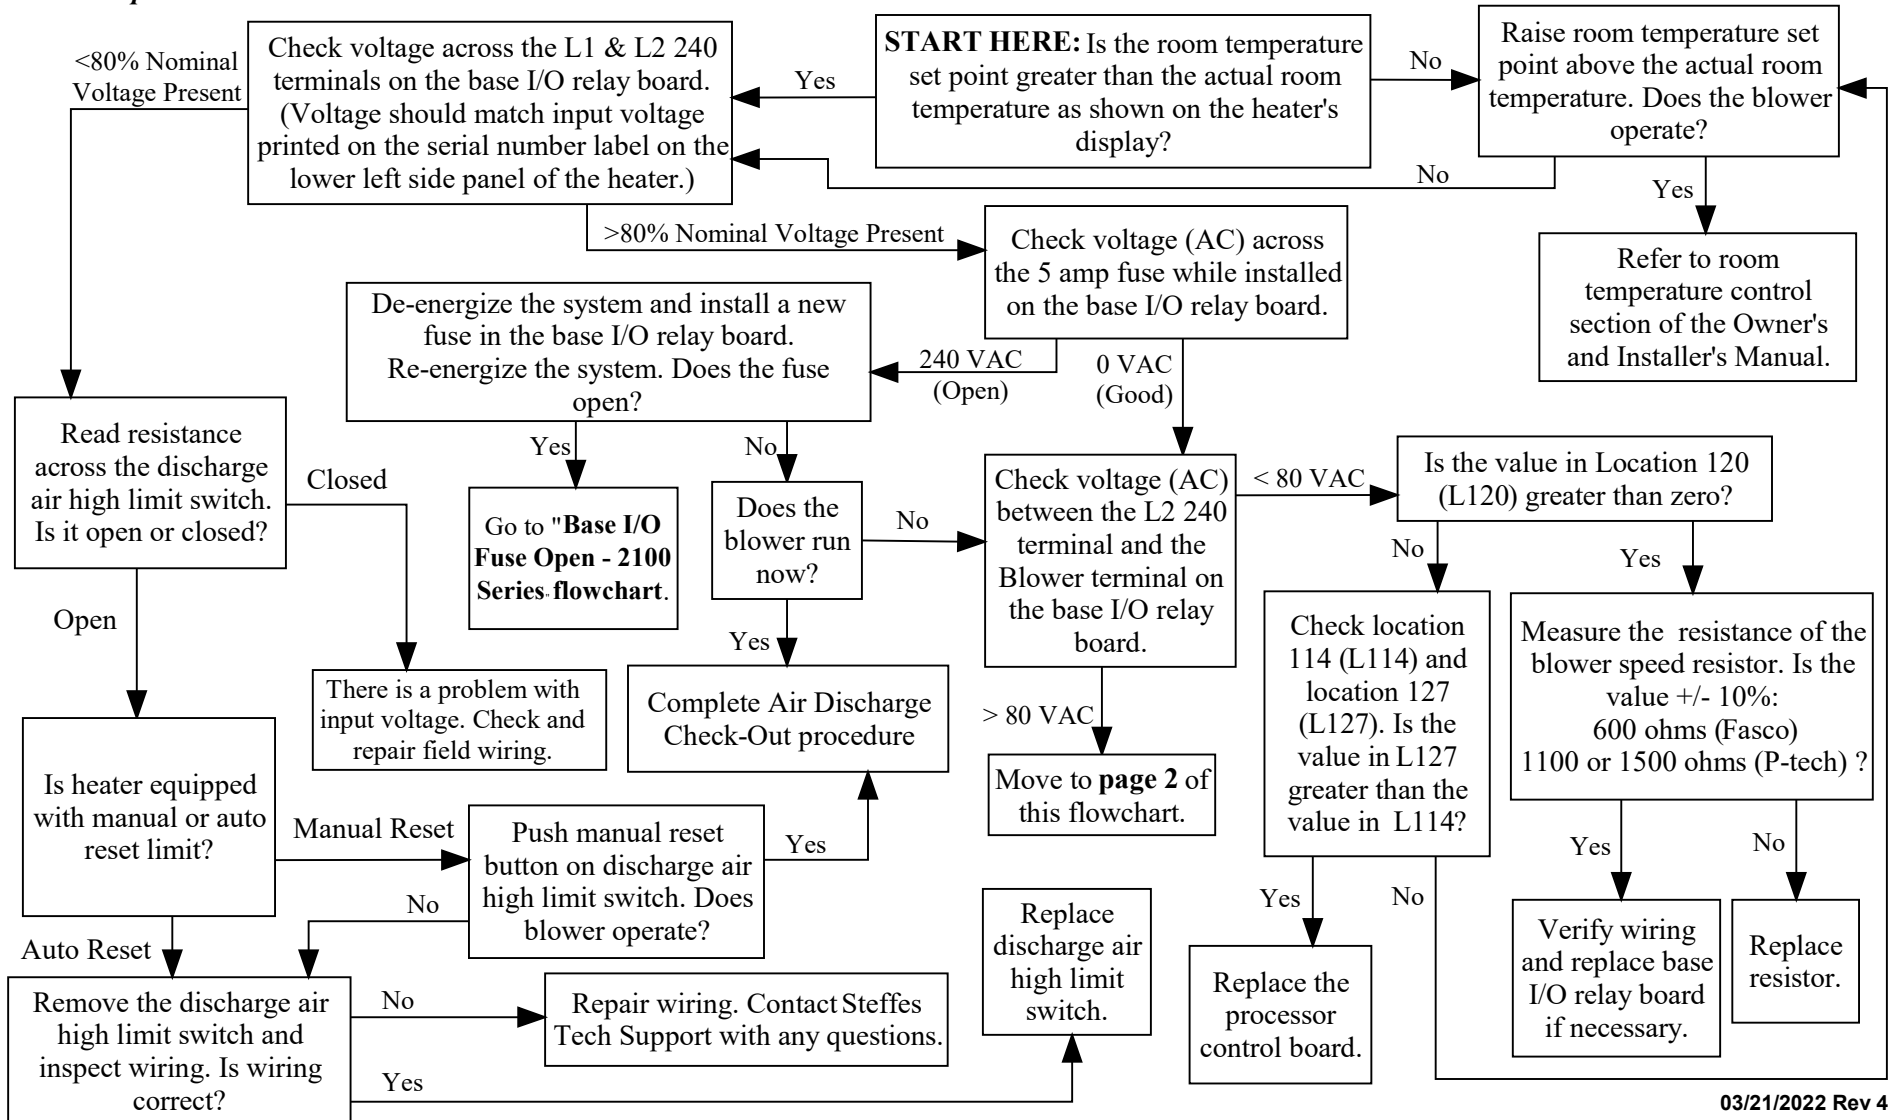 <80% Nominal
Voltage Present
Check voltage across the L1 & L2 240
terminals on the base I/O relay board.
(Voltage should match input voltage
printed on the serial number label on the
lower left side panel of the heater.)
Yes
START HERE: Is the room temperature
set point greater than the actual room
temperature as shown on the heater's
display?
No
Raise room temperature set
point above the actual room
temperature. Does the blower
operate?
No
Yes
Refer to room
temperature control
section of the Owner's
and Installer's Manual.
>80% Nominal Voltage Present
Check voltage (AC) across
the 5 amp fuse while installed
on the base I/O relay board.
De-energize the system and install a new
fuse in the base I/O relay board.
Re-energize the system. Does the fuse
open?
240 VAC
(Open)
0 VAC
(Good)
Read resistance
across the discharge
air high limit switch.
Is it open or closed?
Closed
Open
Yes
No
Go to "Base I/O
Fuse Open - 2100
Series" flowchart.
Does the
blower run
now?
No
Yes
Check voltage (AC)
between the L2 240
terminal and the
Blower terminal on
the base I/O relay
board.
< 80 VAC
> 80 VAC
Is the value in Location 120
(L120) greater than zero?
No
Yes
Check location
114 (L114) and
location 127
(L127). Is the
value in L127
greater than the
value in L114?
Measure the resistance of the
blower speed resistor. Is the
value +/- 10%:
600 ohms (Fasco)
1100 or 1500 ohms (P-tech) ?
There is a problem with
input voltage. Check and
repair field wiring.
Complete Air Discharge
Check-Out procedure
Move to page 2 of
this flowchart.
Is heater equipped
with manual or auto
reset limit?
Manual Reset
Push manual reset
button on discharge air
high limit switch. Does
blower operate?
Yes
No
Auto Reset
Remove the discharge air
high limit switch and
inspect wiring. Is wiring
correct?
No
Yes
Repair wiring. Contact Steffes
Tech Support with any questions.
Replace
discharge air
high limit
switch.
Yes
No
Replace the
processor
control board.
Yes
No
Verify wiring
and replace base
I/O relay board
if necessary.
Replace
resistor.
03/21/2022 Rev 4